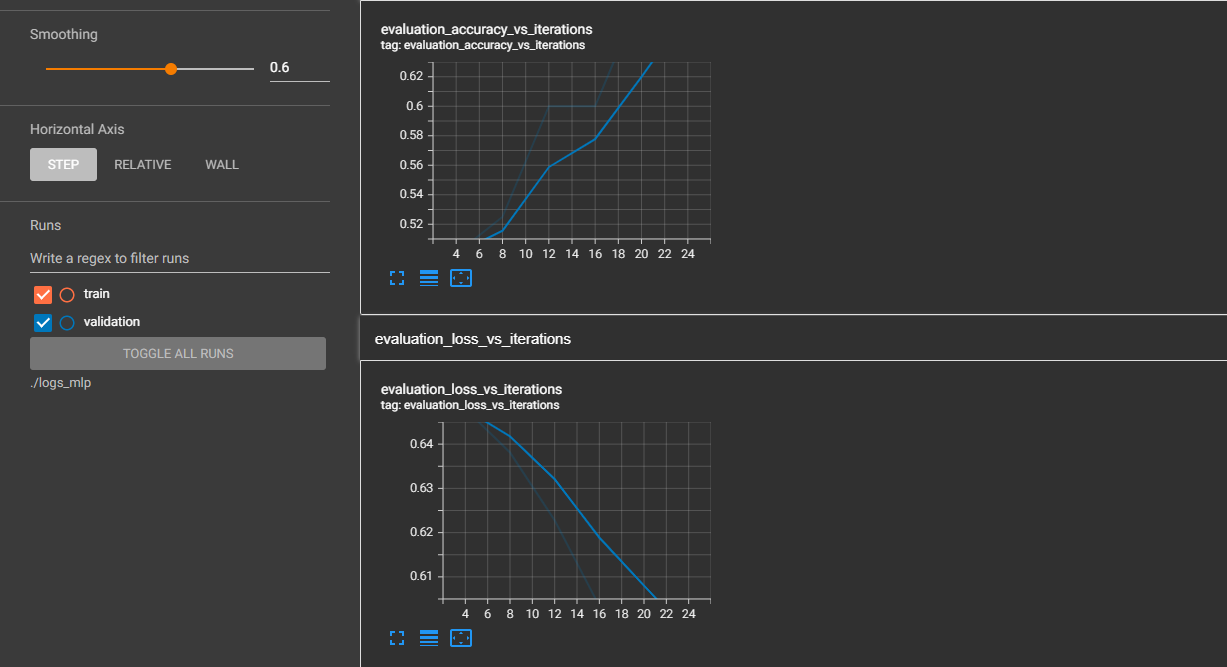 Smoothing
0.6
Horizontal Axis
STEP RELATIVE WALL
Runs
Write a regex to filter runs
train
validation
TOGGLE ALL RUNS
./logs_mlp
evaluation_accuracy_vs_iterations
tag: evaluation_accuracy_vs_iterations
0.62
0.6
0.58
0.56
0.54
0.52
4 6 8 10 12 14 16 18 20 22 24
evaluation_loss_vs_iterations
evaluation_loss_vs_iterations
tag: evaluation_loss_vs_iterations
0.64
0.63
0.62
0.61
4 6 8 10 12 14 16 18 20 22 24